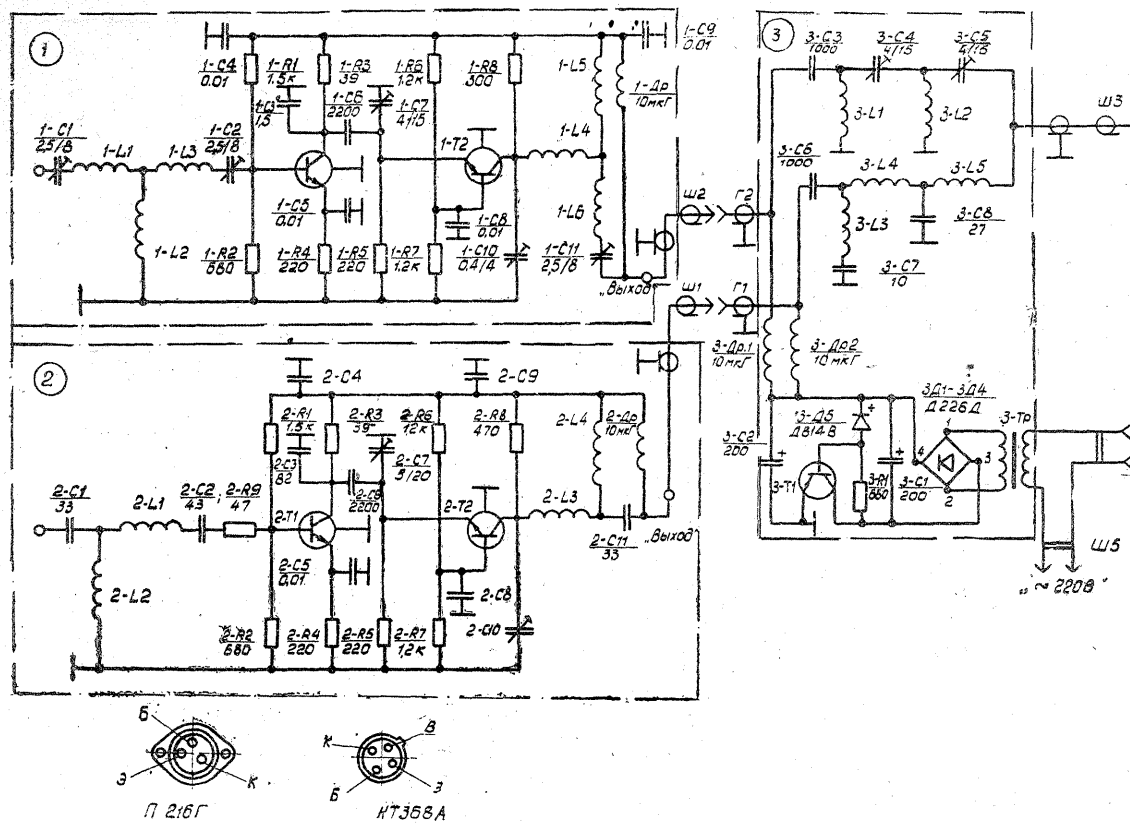 1
1-C4
0.01
1-R1
1.5к
1-R3
39
1-R6
1.2к
1-R8
300
1-C9
0.01
1-C3
1,5
1-C6
2200
1-C7
4/15
1-L5
1-Др
10мкГ
1-C1
2,5/8
1-L1
1-L3
1-C2
2,5/8
1-T2
1-L4
1-C5
0.01
1-C8
0.01
1-L6
1-L2
1-R2
680
1-R4
220
1-R5
220
1-R7
1,2к
1-C10
0.4/4
1-C11
2,5/8
„Выход"
Ш2
Г2
Ш1
Г1
2
2-C4
2-C9
2-R1
1.5к
2-R3
39
2-R6
1,2к
2-R8
470
2-L4
2-Др
10мкГ
2-C3
82
2-C7
5/20
2-C6
2200
2-C1
33
2-L1
2-C2
43
2-R9
47
2-T1
2-T2
2-L3
2-C11
33
„Выход"
2-C5
0,01
2-C8
2-L2
2-R2
680
2-R4
220
2-R5
220
2-R7
1,2к
2-C10
3
3-C3
1000
3-C4
4/15
3-C5
4/15
3-L1
3-L2
Ш3
3-C6
1000
3-L4
3-L5
3-L3
3-C8
27
3-C7
10
3-Др.1
10мкГ
3-Др2
10мкГ
3-Д5
Д814В
3Д1-3Д4
Д226Д
3-Тр
3-C2
200
1
4
3
2
3-T1
3-R1
680
3-C1
200
Ш5
„~220В"
Б
Э
К
П 216Г
К
В
Б
Э
КТ368А